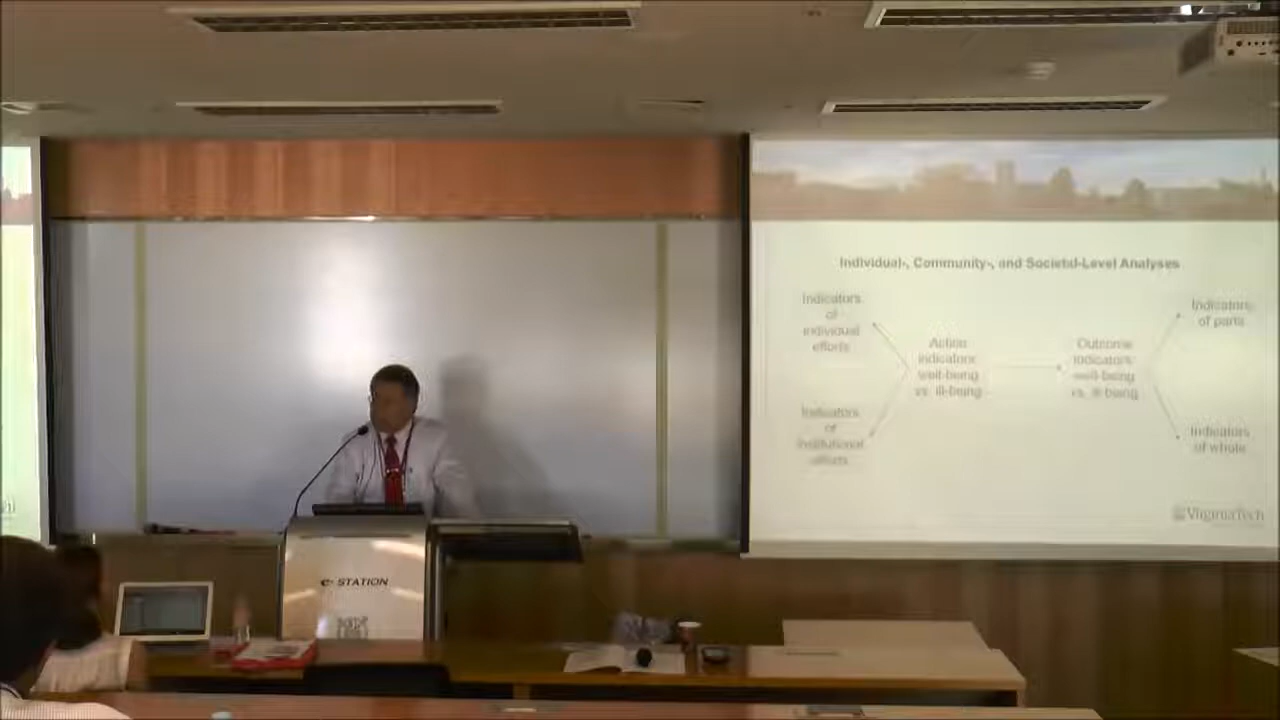 Individual-, Community-, and Societal-Level Analyses
Indicators
of
individual
efforts
Action
indicators:
well-being
vs. ill-being
Outcome
indicators:
well-being
vs. ill-being
Indicators
of parts
Indicators
of
institutional
efforts
Indicators
of whole
VirginiaTech
e-STATION